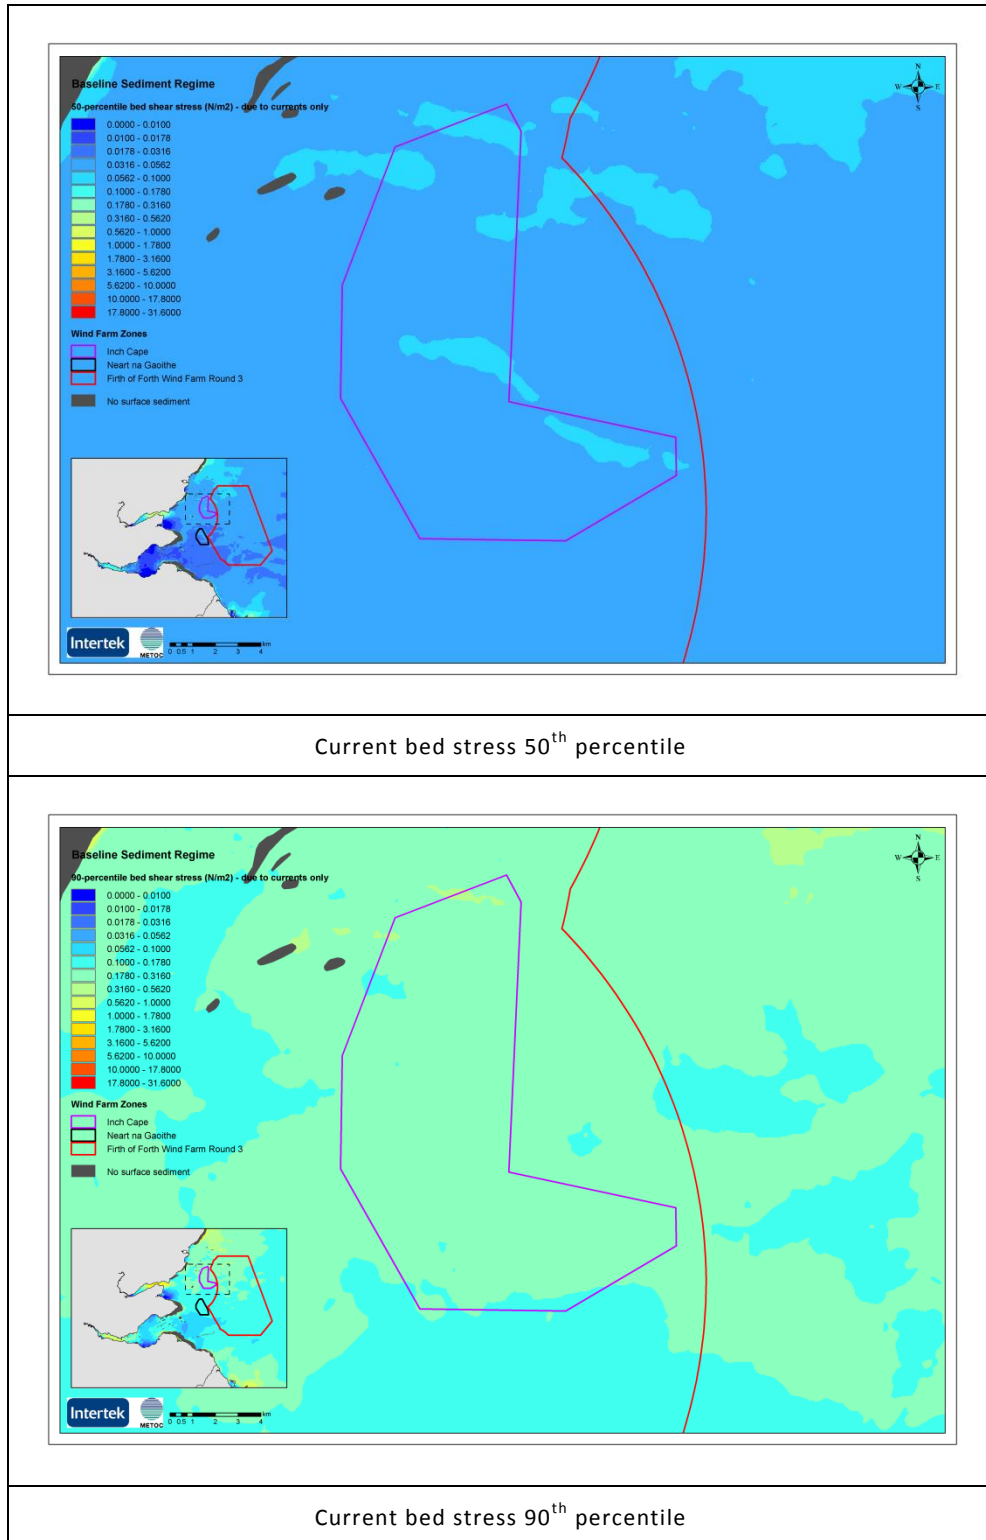 Baseline Sediment Regime
50-percentile bed shear stress (N/m2) - due to currents only
0.0000 - 0.0100
0.0100 - 0.0178
0.0178 - 0.0316
0.0316 - 0.0562
0.0562 - 0.1000
0.1000 - 0.1780
0.1780 - 0.3160
0.3160 - 0.5620
0.5620 - 1.0000
1.0000 - 1.7800
1.7800 - 3.1600
3.1600 - 5.6200
5.6200 - 10.0000
10.0000 - 17.8000
17.8000 - 31.6000
Wind Farm Zones
Inch Cape
Neart na Gaoithe
Firth of Forth Wind Farm Round 3
No surface sediment
N
W E
S
Intertek
METOC
0 0.5 1 2 3 4 km
Current bed stress 50th percentile
Baseline Sediment Regime
90-percentile bed shear stress (N/m2) - due to currents only
0.0000 - 0.0100
0.0100 - 0.0178
0.0178 - 0.0316
0.0316 - 0.0562
0.0562 - 0.1000
0.1000 - 0.1780
0.1780 - 0.3160
0.3160 - 0.5620
0.5620 - 1.0000
1.0000 - 1.7800
1.7800 - 3.1600
3.1600 - 5.6200
5.6200 - 10.0000
10.0000 - 17.8000
17.8000 - 31.6000
Wind Farm Zones
Inch Cape
Neart na Gaoithe
Firth of Forth Wind Farm Round 3
No surface sediment
N
W E
S
Intertek
METOC
0 0.5 1 2 3 4 km
Current bed stress 90th percentile